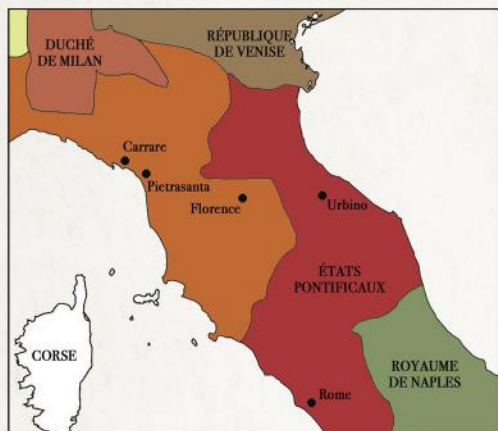 DUCHÉ
DE MILAN
RÉPUBLIQUE
DE VENISE
Carrare
Pietrasanta
Florence
Urbino
ÉTATS
PONTIFICAUX
CORSE
ROYAUME
DE NAPLES
Rome